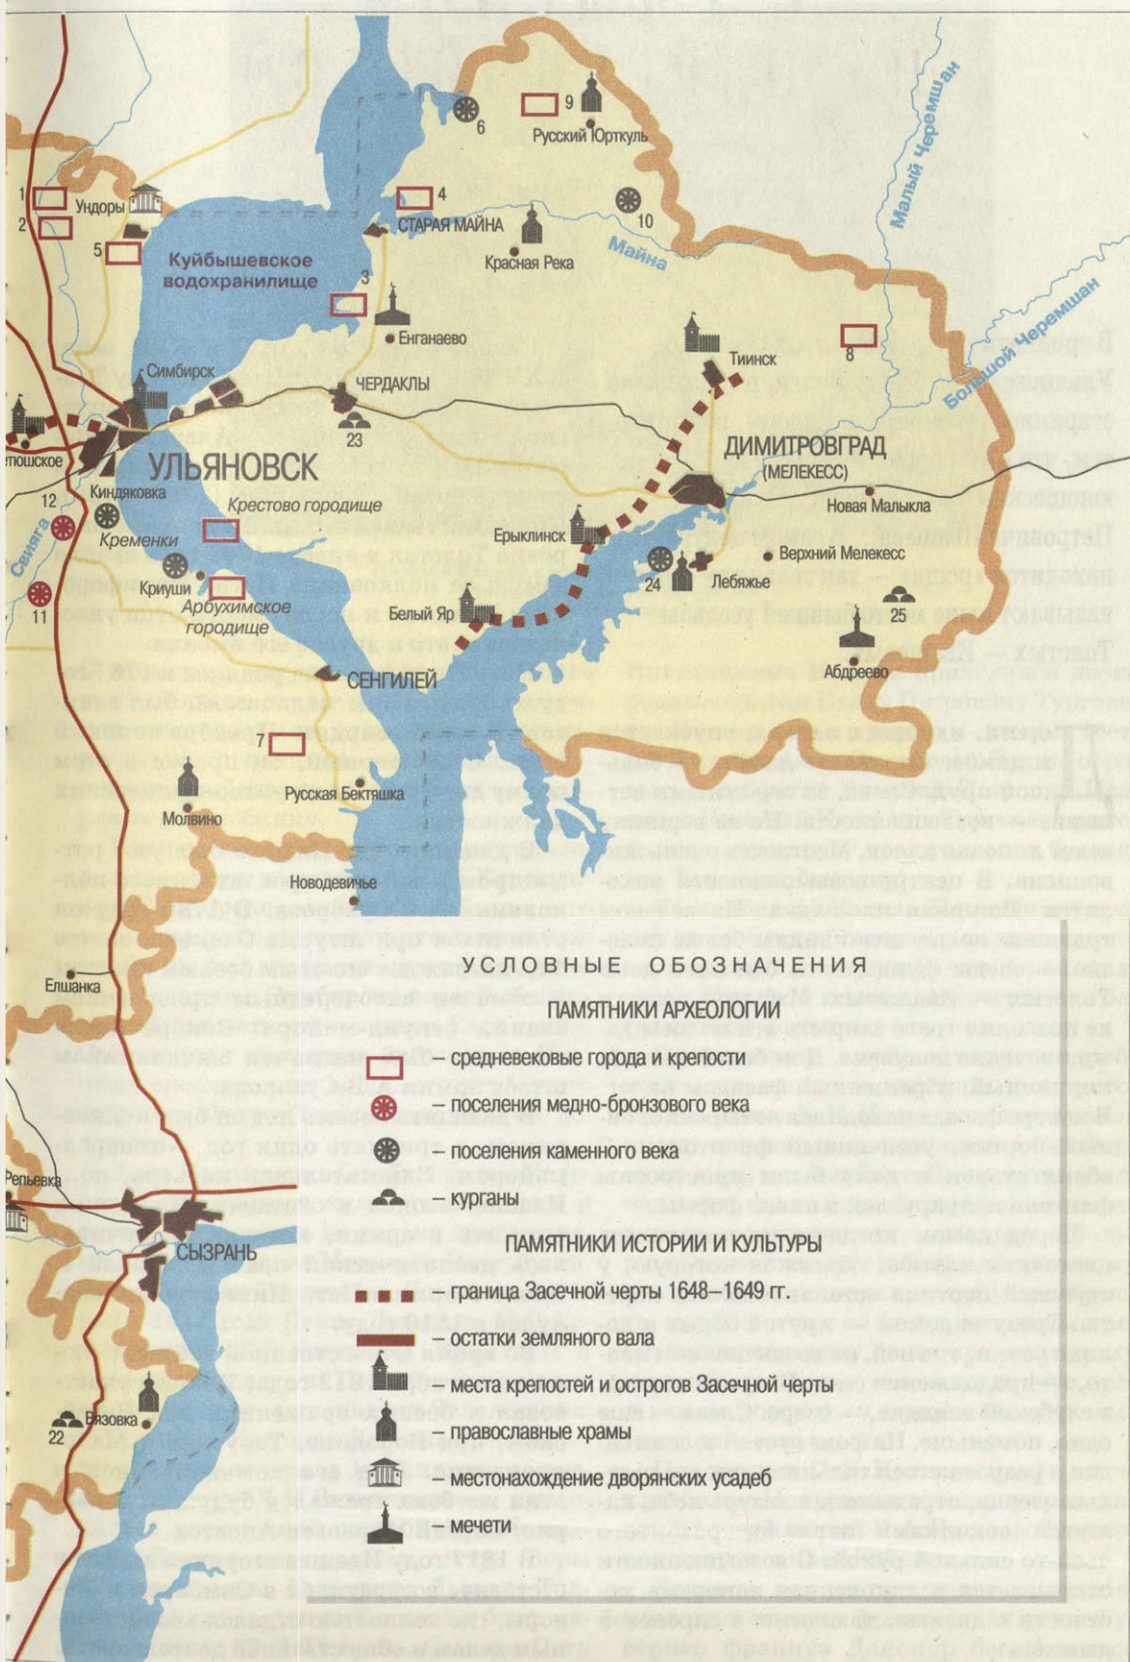 6
9
Русский Юрткуль
Малый Черемшан
1
2
Ундоры
5
4
СТАРАЯ МАЙНА
10
Красная Река
Майна
Куйбышевское
водохранилище
3
Енганаево
8
Большой Черемшан
Тиинск
Симбирск
ЧЕРДАКЛЫ
23
тюшское
УЛЬЯНОВСК
ДИМИТРОВГРАД
(МЕЛЕКЕСС)
Новая Малыкла
12
Киндяковка
Крестово городище
Свияга
Кременки
Ерыклинск
Верхний Мелекесс
24
Лебяжье
Криуши
11
Арбухимское
городище
Белый Яр
25
Абдреево
СЕНГИЛЕЙ
7
Русская Бектяшка
Молвино
Новодевичье
Елшанка
Репьевка
СЫЗРАНЬ
Вязовка
22
УСЛОВНЫЕ ОБОЗНАЧЕНИЯ
ПАМЯТНИКИ АРХЕОЛОГИИ
– средневековые города и крепости
– поселения медно-бронзового века
– поселения каменного века
– курганы
ПАМЯТНИКИ ИСТОРИИ И КУЛЬТУРЫ
– граница Засечной черты 1648–1649 гг.
– остатки земляного вала
– места крепостей и острогов Засечной черты
– православные храмы
– местонахождение дворянских усадеб
– мечети